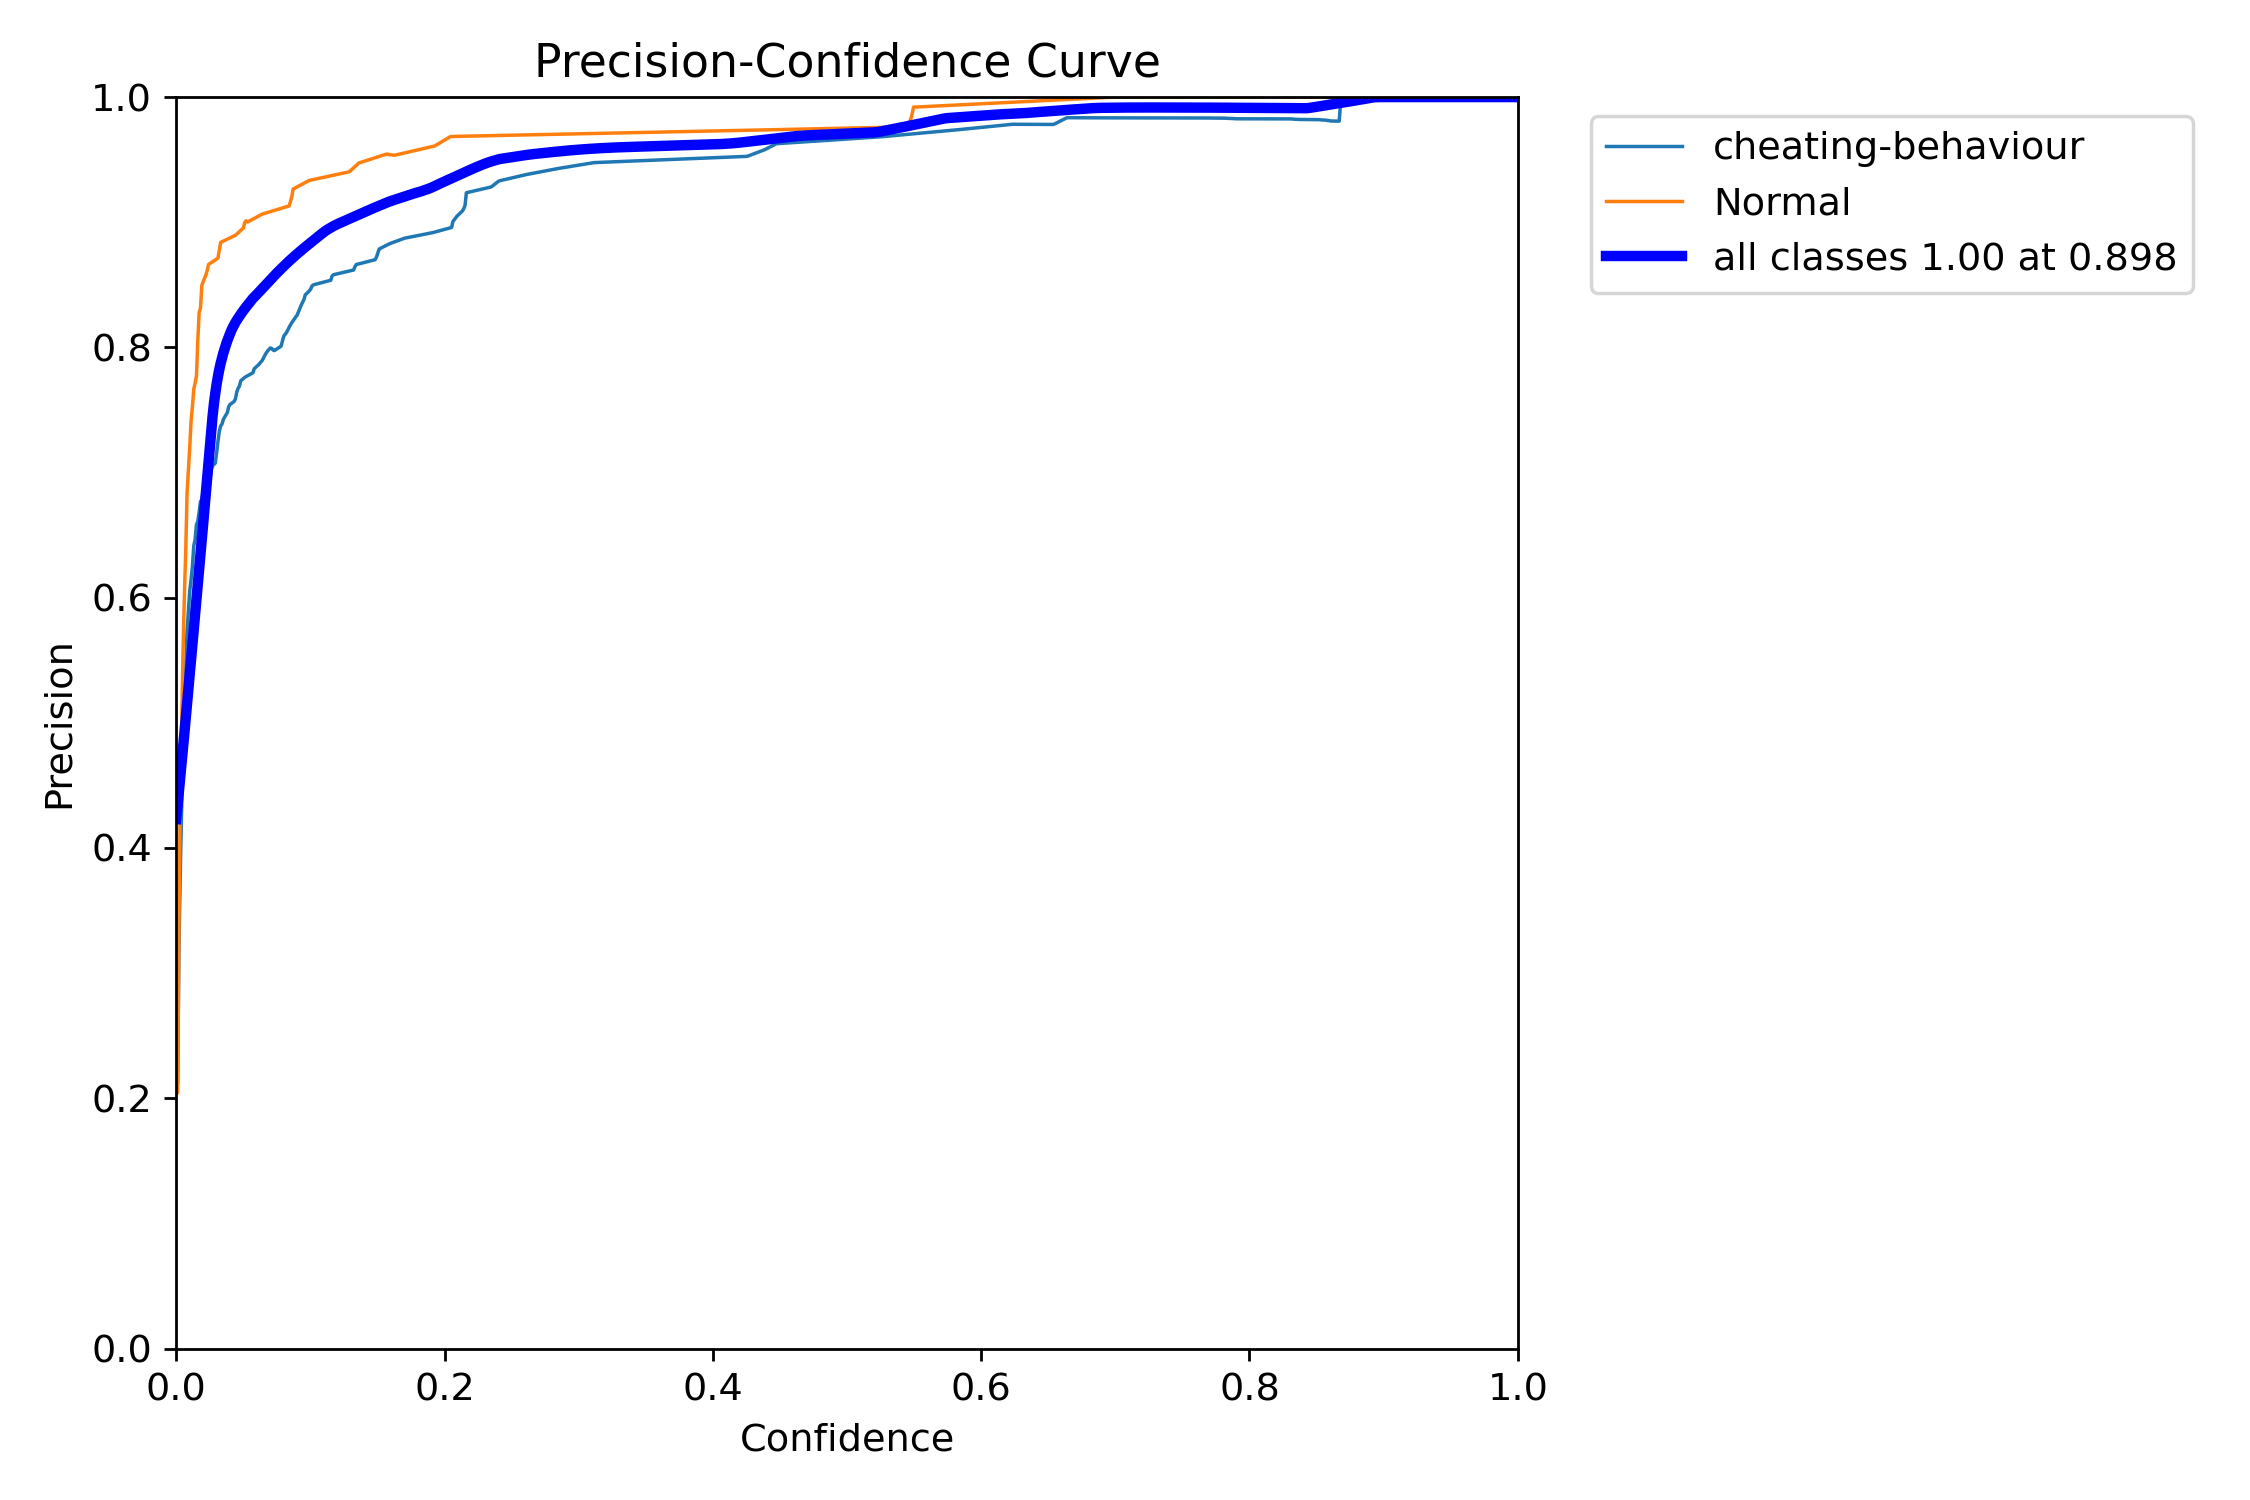 Precision-Confidence Curve
1.0
0.8
0.6
0.4
0.2
0.0
Precision
0.0 0.2 0.4 0.6 0.8 1.0
Confidence
cheating-behaviour
Normal
all classes 1.00 at 0.898